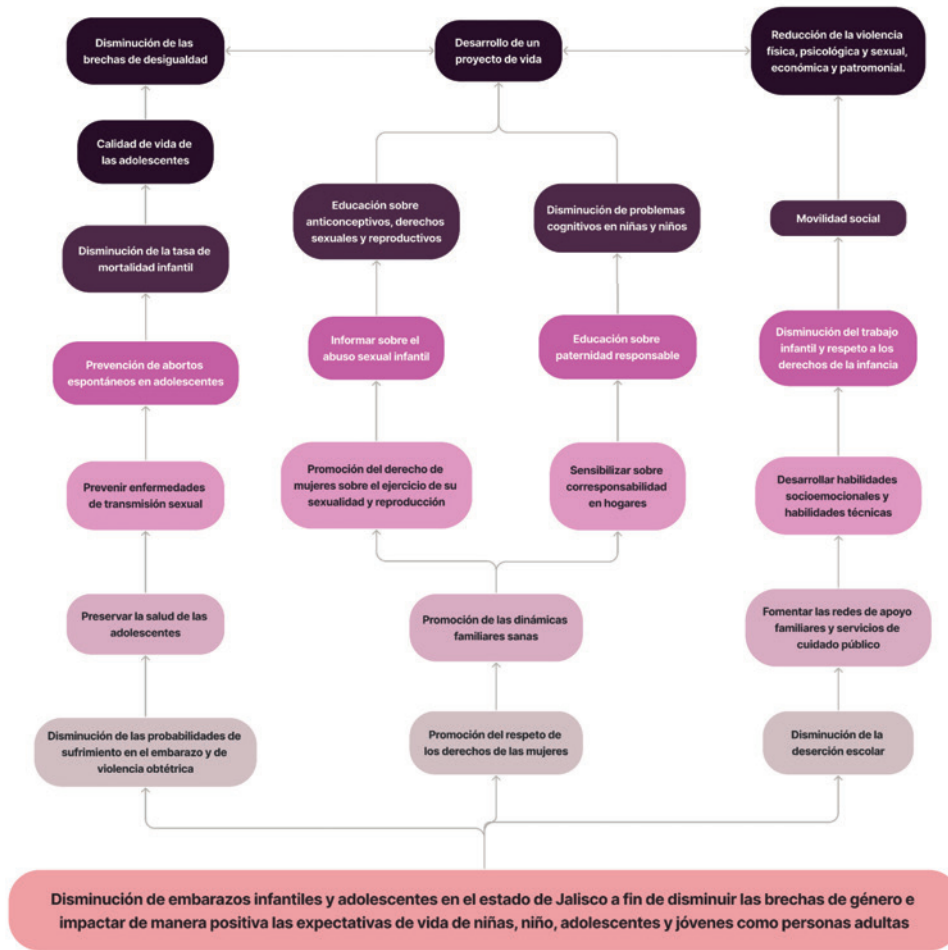 Disminución de las
brechas de desigualdad
Desarrollo de un
proyecto de vida
Reducción de la violencia
física, psicológica y sexual,
económica y patromonial.
Calidad de vida de
las adolescentes
Educación sobre
anticonceptivos, derechos
sexuales y reproductivos
Disminución de problemas
cognitivos en niñas y niños
Movilidad social
Disminución de la tasa de
mortalidad infantil
Informar sobre el
abuso sexual infantil
Educación sobre
paternidad responsable
Disminución del trabajo
infantil y respeto a los
derechos de la infancia
Prevención de abortos
espontáneos en adolescentes
Promoción del derecho de
mujeres sobre el ejercicio de su
sexualidad y reproducción
Sensibilizar sobre
corresponsabilidad
en hogares
Desarrollar habilidades
socioemocionales y
habilidades técnicas
Prevenir enfermedades
de transmisión sexual
Preservar la salud de las
adolescentes
Promoción de las dinámicas
familiares sanas
Fomentar las redes de apoyo
familiares y servicios de
cuidado público
Disminución de las probabilidades de
sufrimiento en el embarazo y de
violencia obtétrica
Promoción del respeto de
los derechos de las mujeres
Disminución de la
deserción escolar
Disminución de embarazos infantiles y adolescentes en el estado de Jalisco a fin de disminuir las brechas de género e
impactar de manera positiva las expectativas de vida de niñas, niño, adolescentes y jóvenes como personas adultas